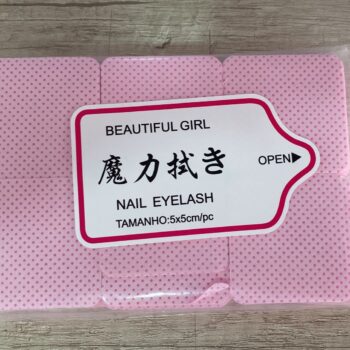 BEAUTIFUL GIRL
魔力拭き
OPEN▶
NAIL EYELASH
TAMANHO:5x5cm/pc